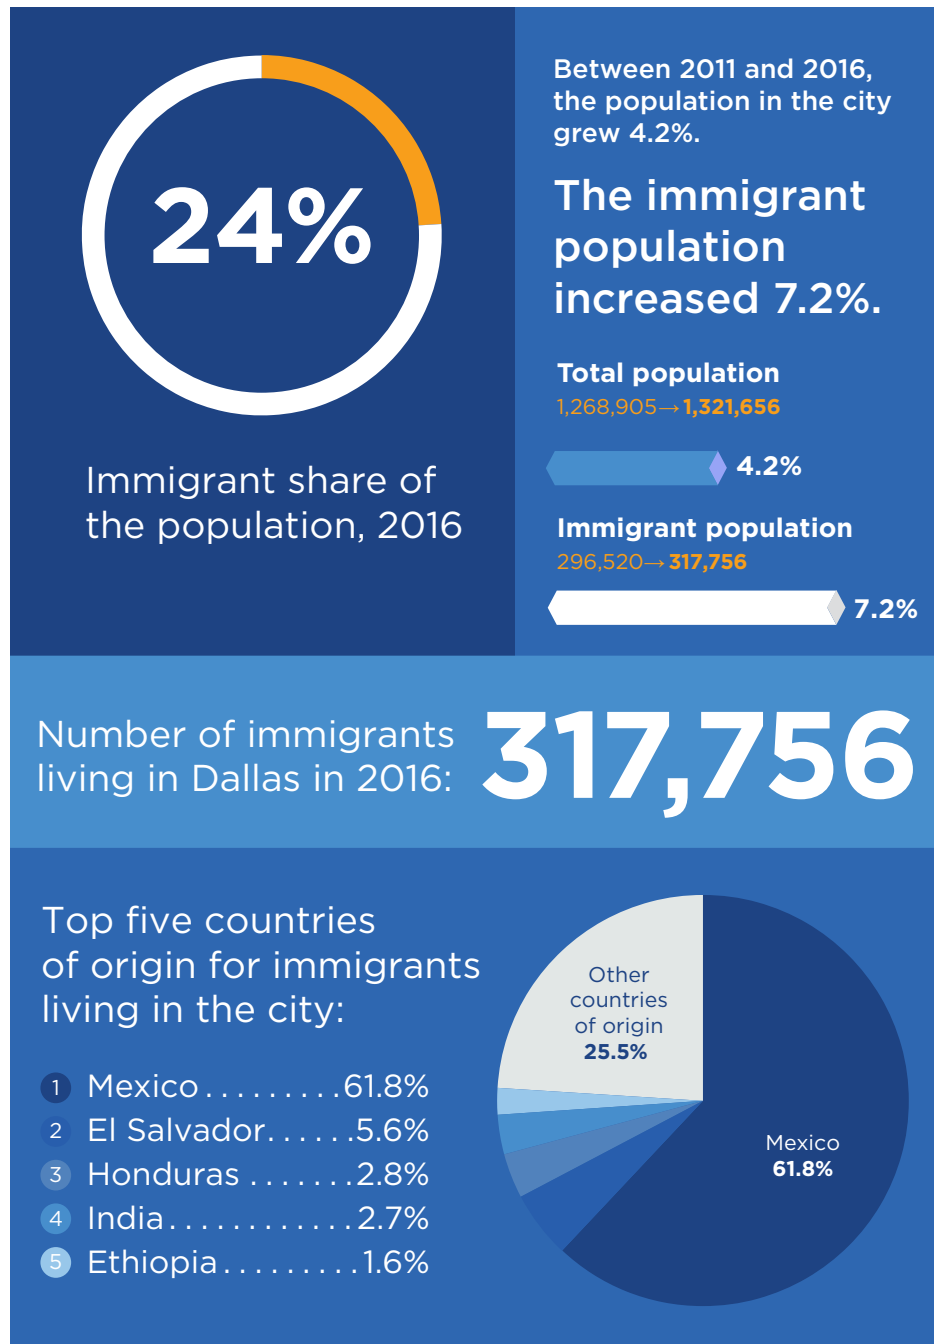 24%
Immigrant share of
the population, 2016
Between 2011 and 2016,
the population in the city
grew 4.2%.
The immigrant
population
increased 7.2%.
Total population
1,268,905→1,321,656
4.2%
Immigrant population
296,520→317,756
7.2%
Number of immigrants
living in Dallas in 2016:
317,756
Top five countries
of origin for immigrants
living in the city:
1 Mexico.........61.8%
2 El Salvador......5.6%
3 Honduras .......2.8%
4 India............2.7%
5 Ethiopia.........1.6%
Other
countries
of origin
25.5%
Mexico
61.8%